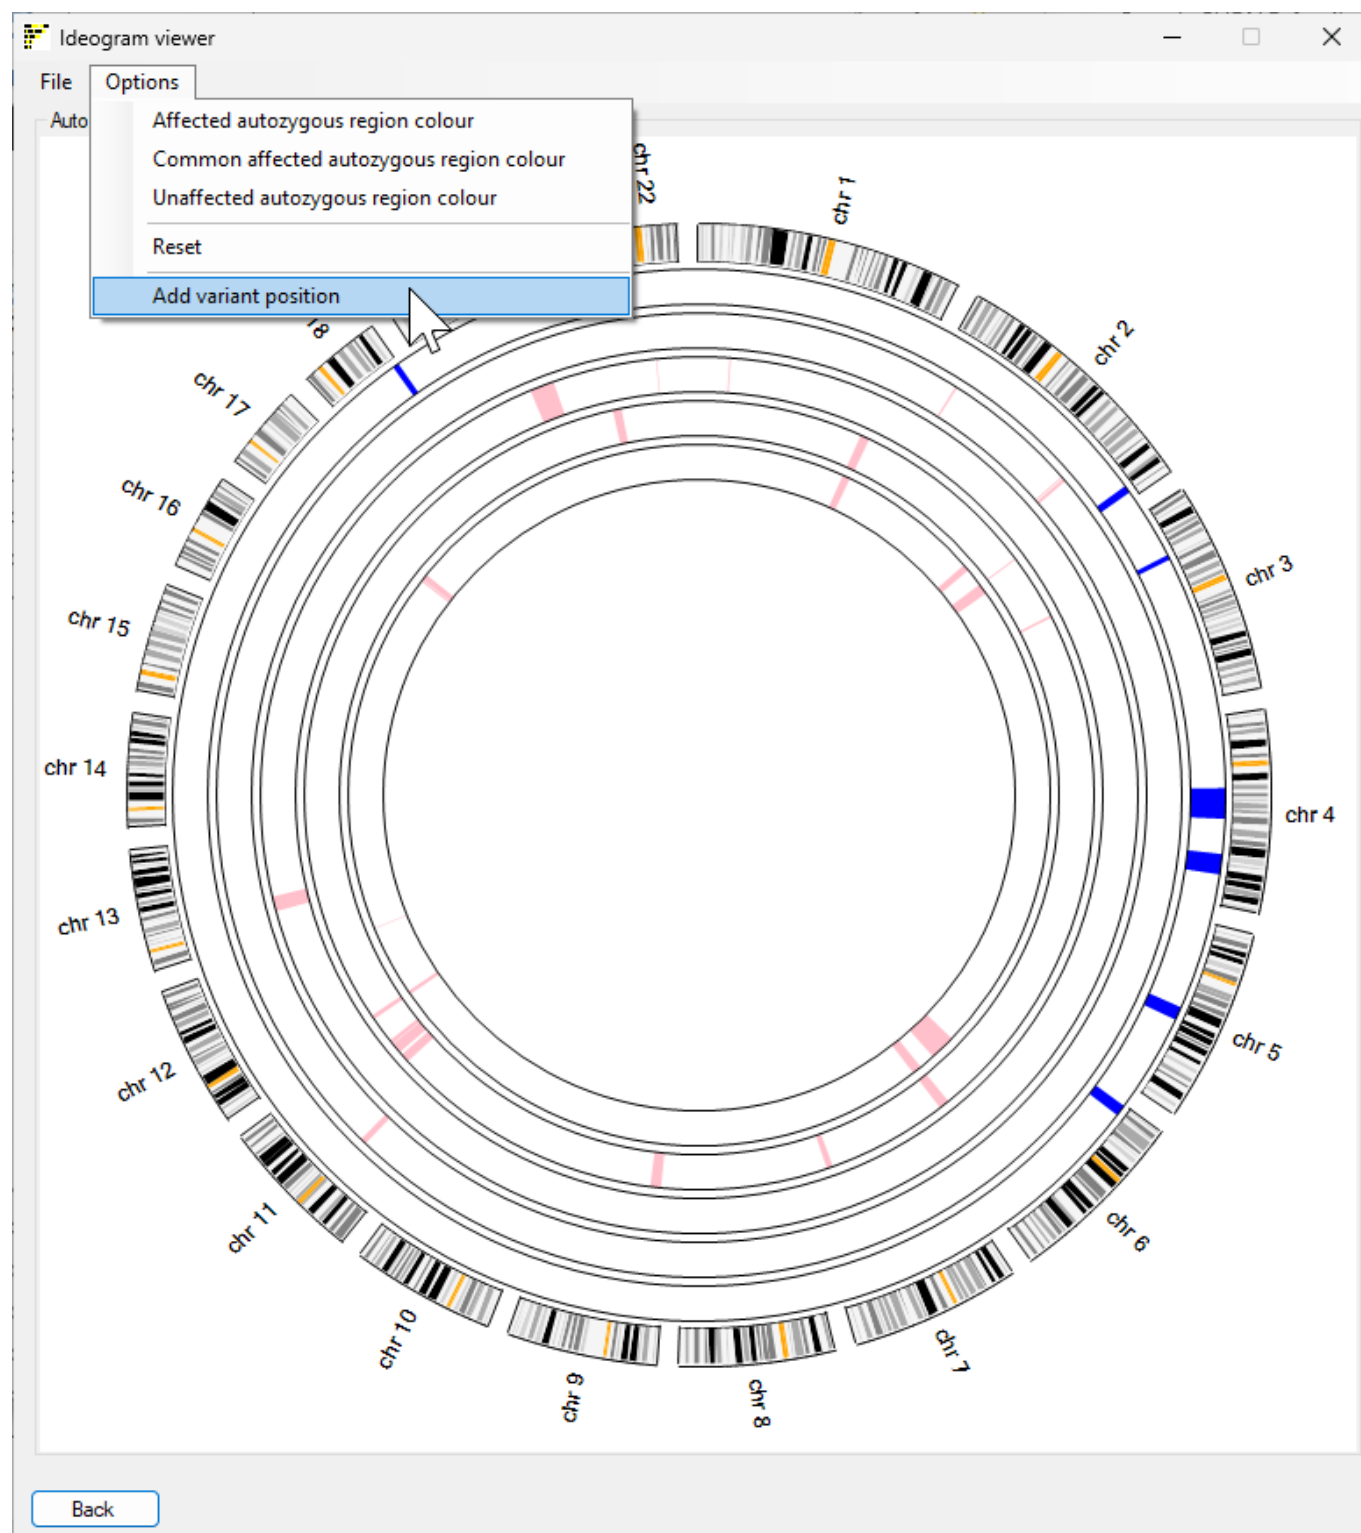 Ideogram viewer
File Options
Auto
Affected autozygous region colour
Common affected autozygous region colour
Unaffected autozygous region colour
Reset
Add variant position
chr 22
chr 1
chr 2
chr 3
chr 4
chr 5
chr 6
chr 7
chr 8
chr 9
chr 10
chr 11
chr 12
chr 13
chr 14
chr 15
chr 16
chr 17
18
Back